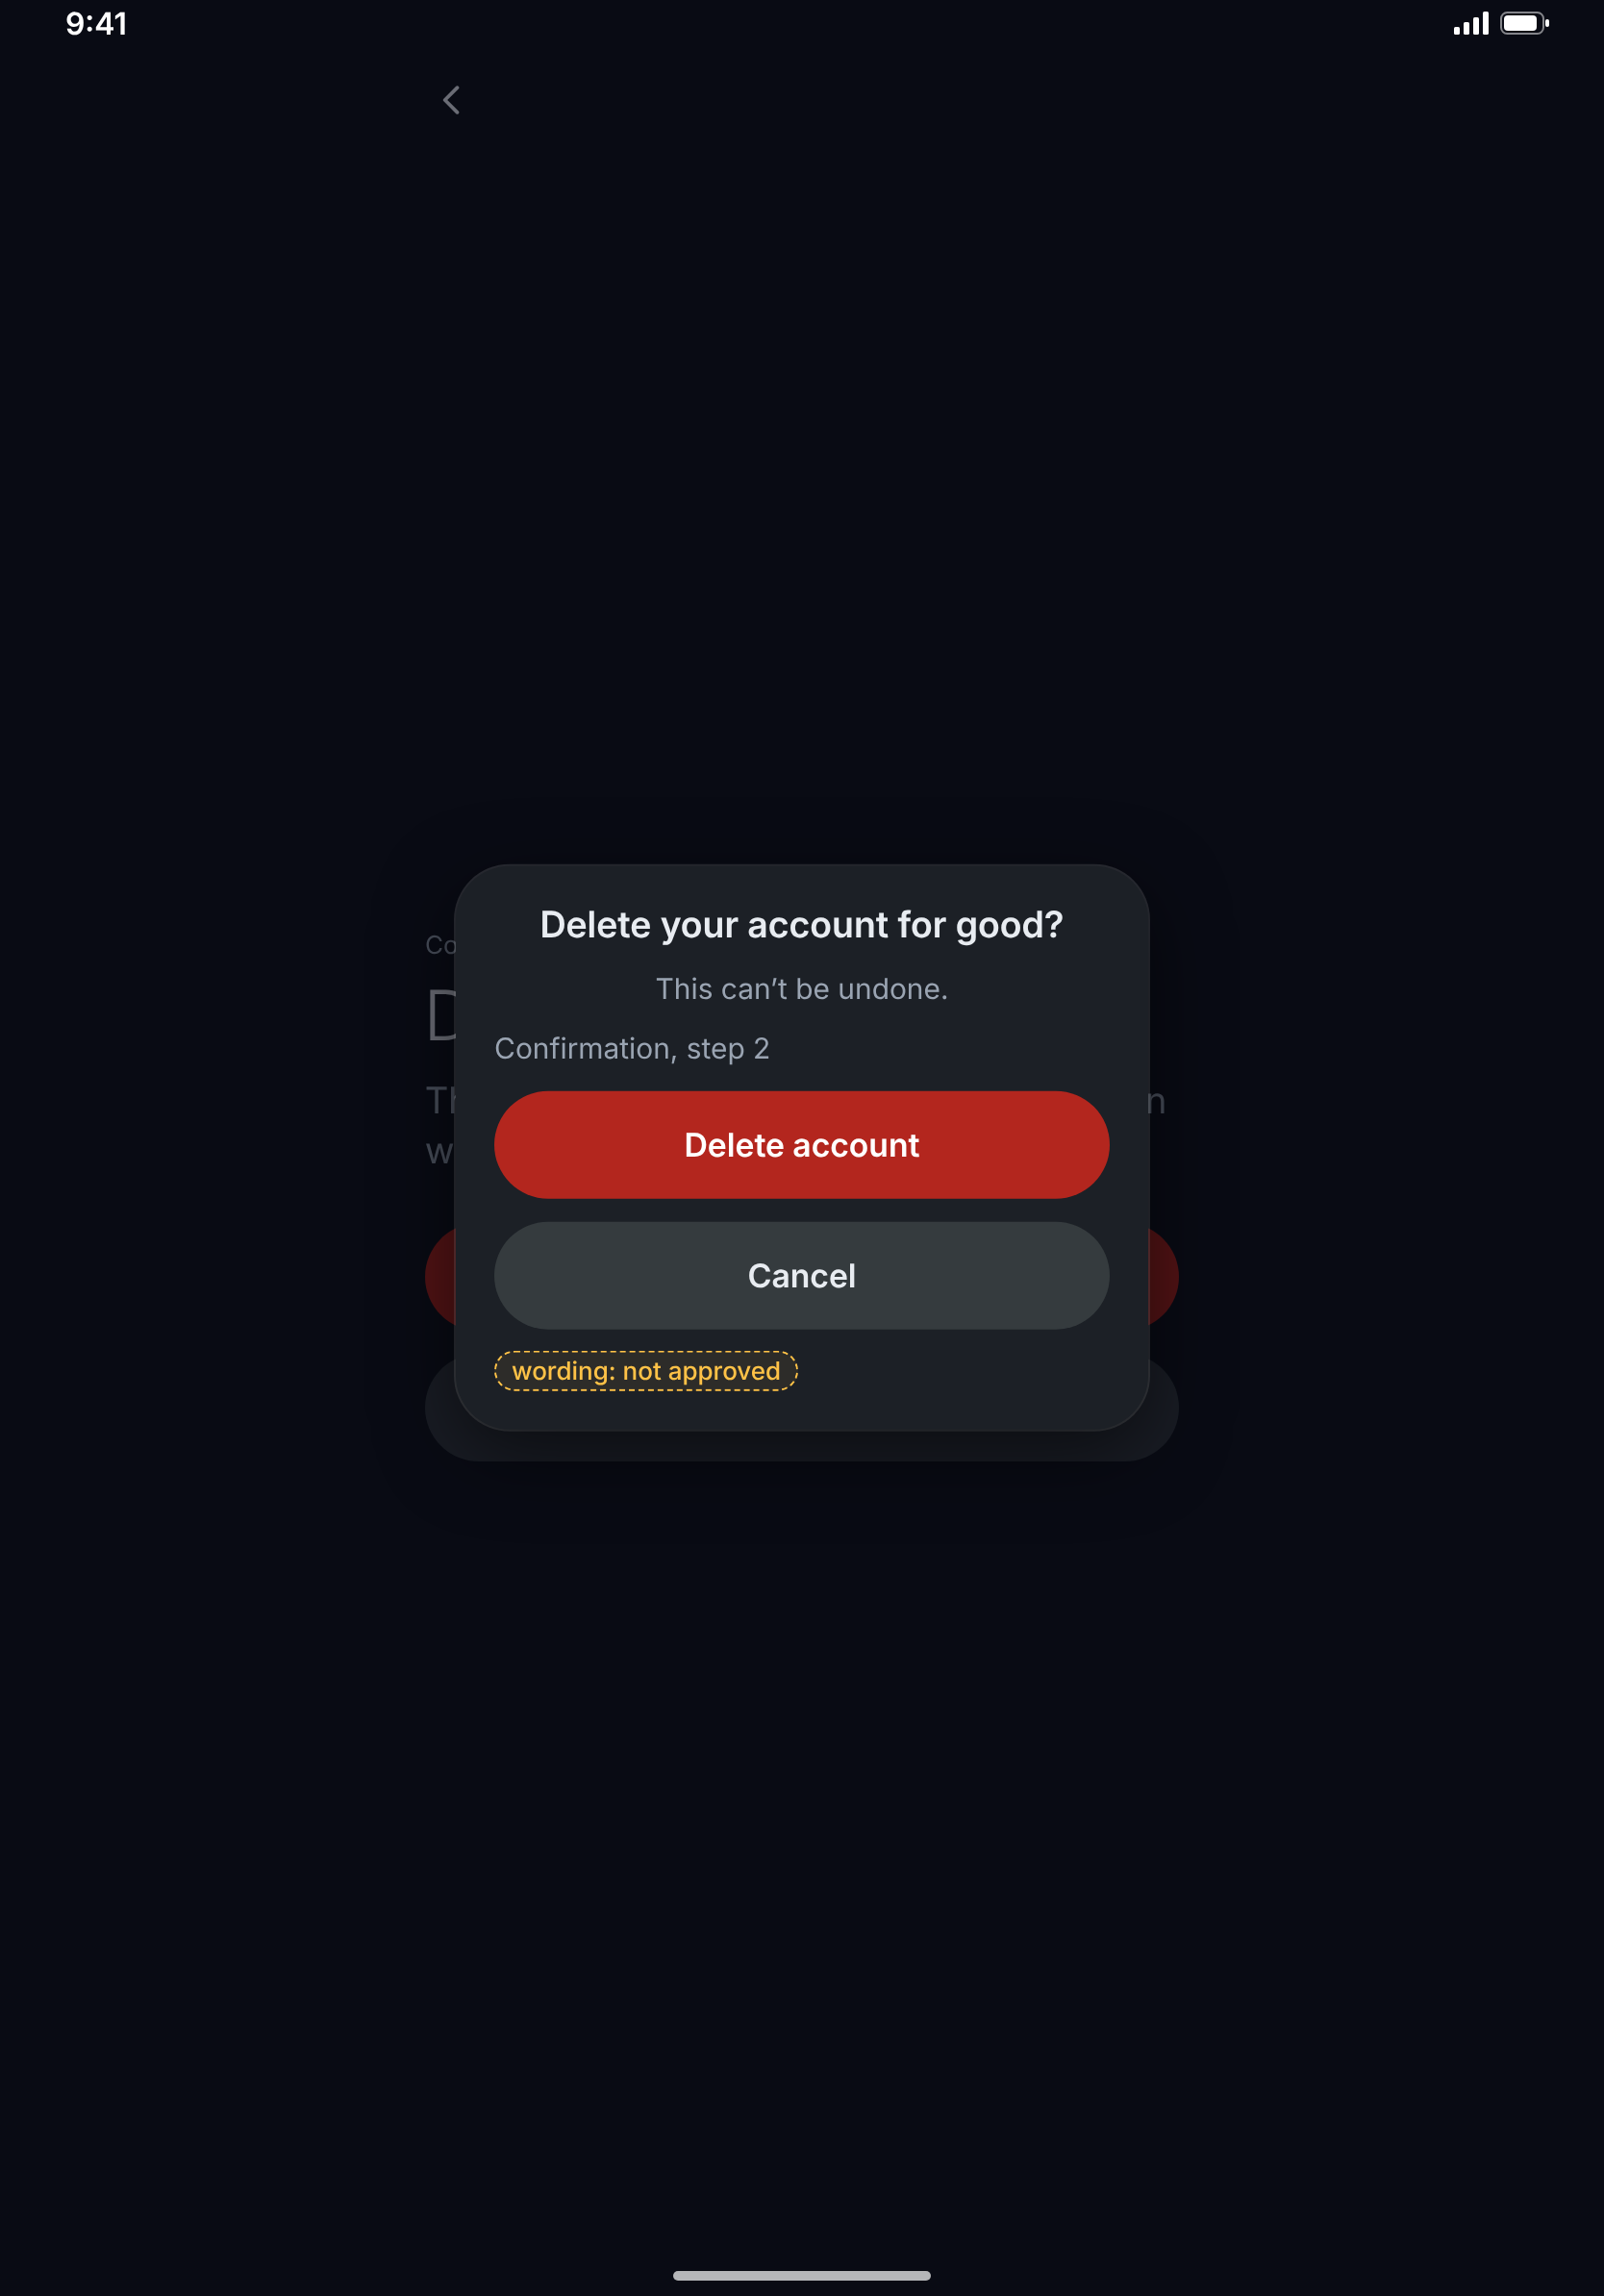 9:41
Delete your account for good?
This can’t be undone.
Confirmation, step 2
Delete account
Cancel
wording: not approved